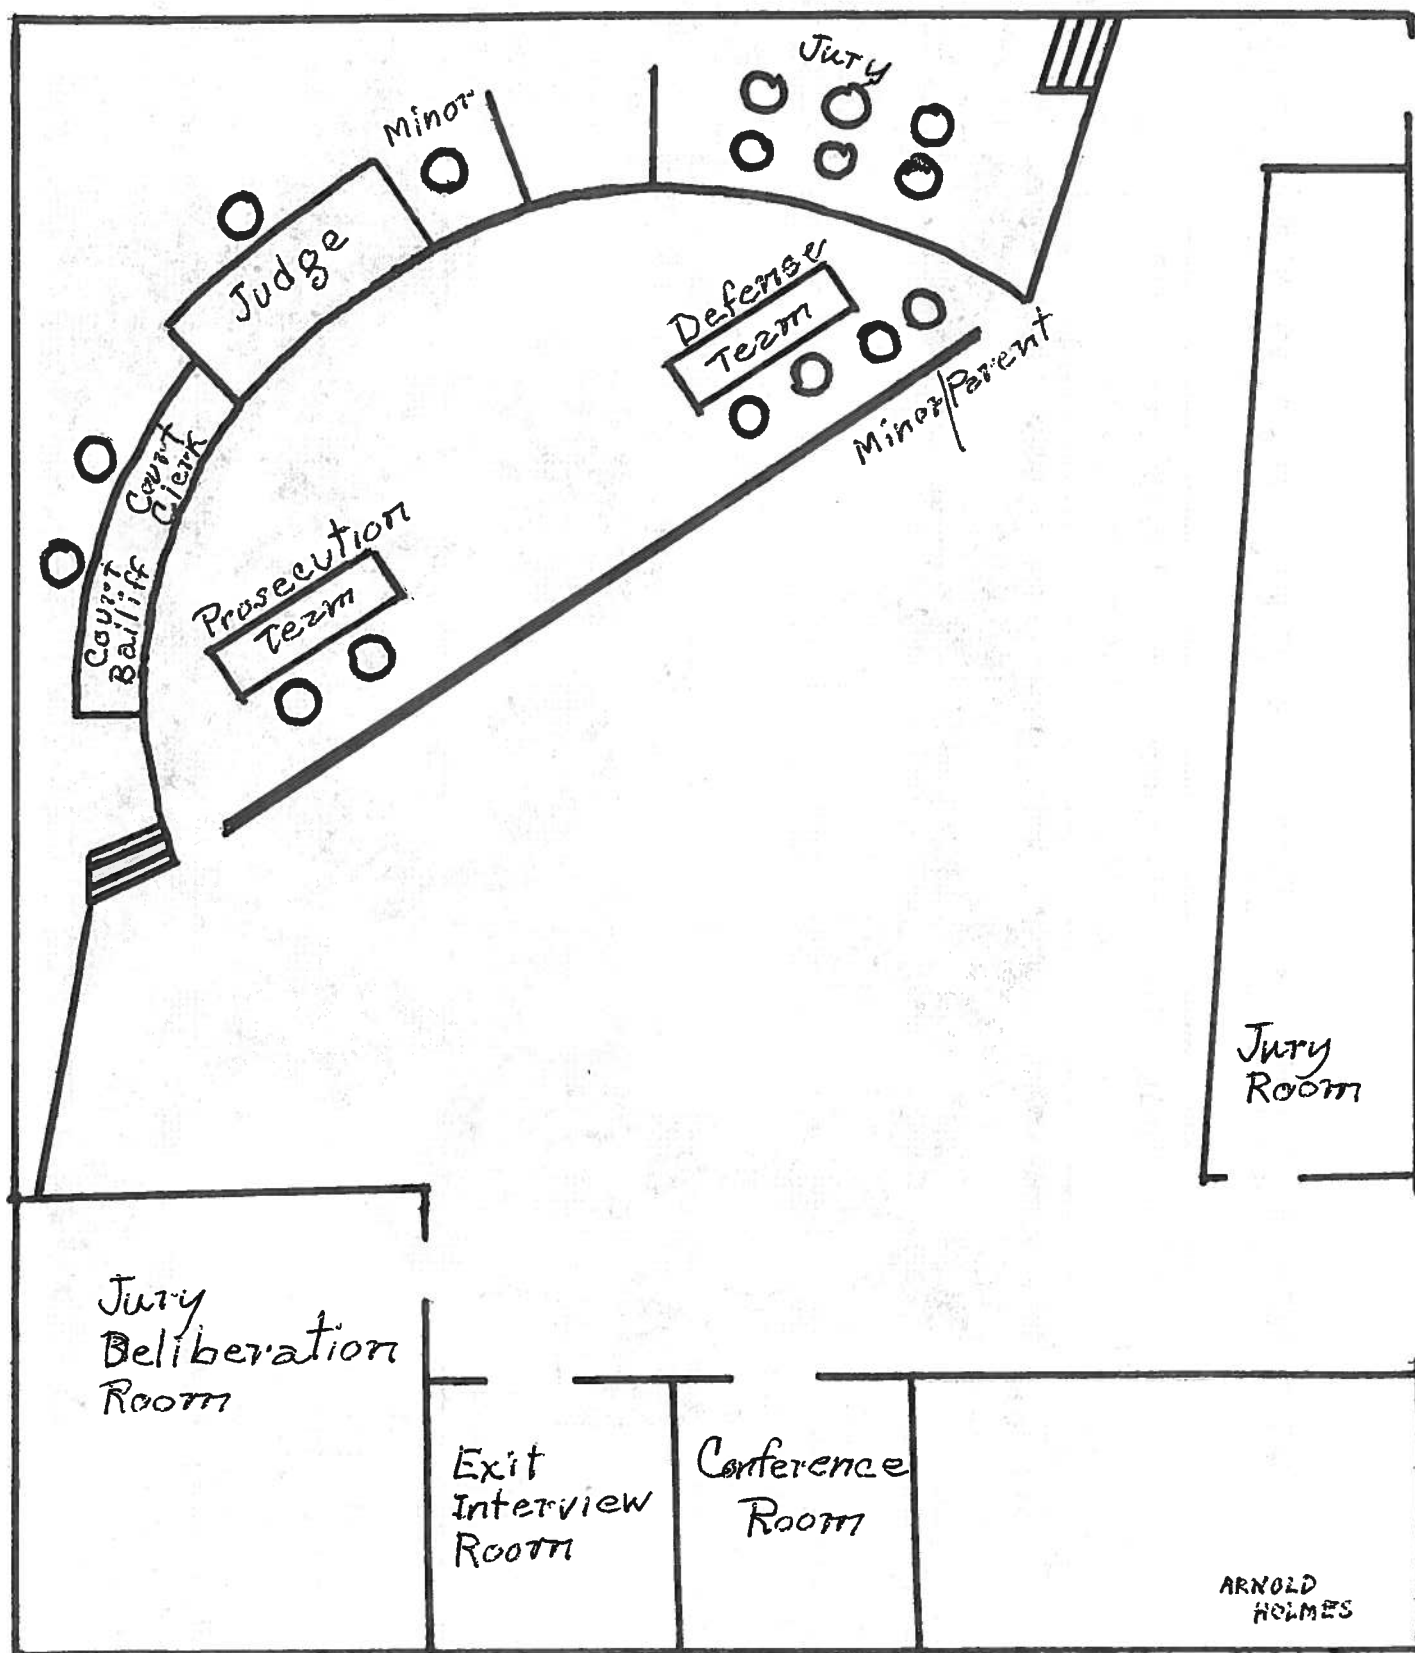 Jury
Minor
Judge
Defense
Team
Minor/Parent
Court
Clerk
Prosecution
Team
Court
Bailiff
Jury
Room
Jury
Deliberation
Room
Exit
Interview
Room
Conference
Room
ARNOLD
HOLMES